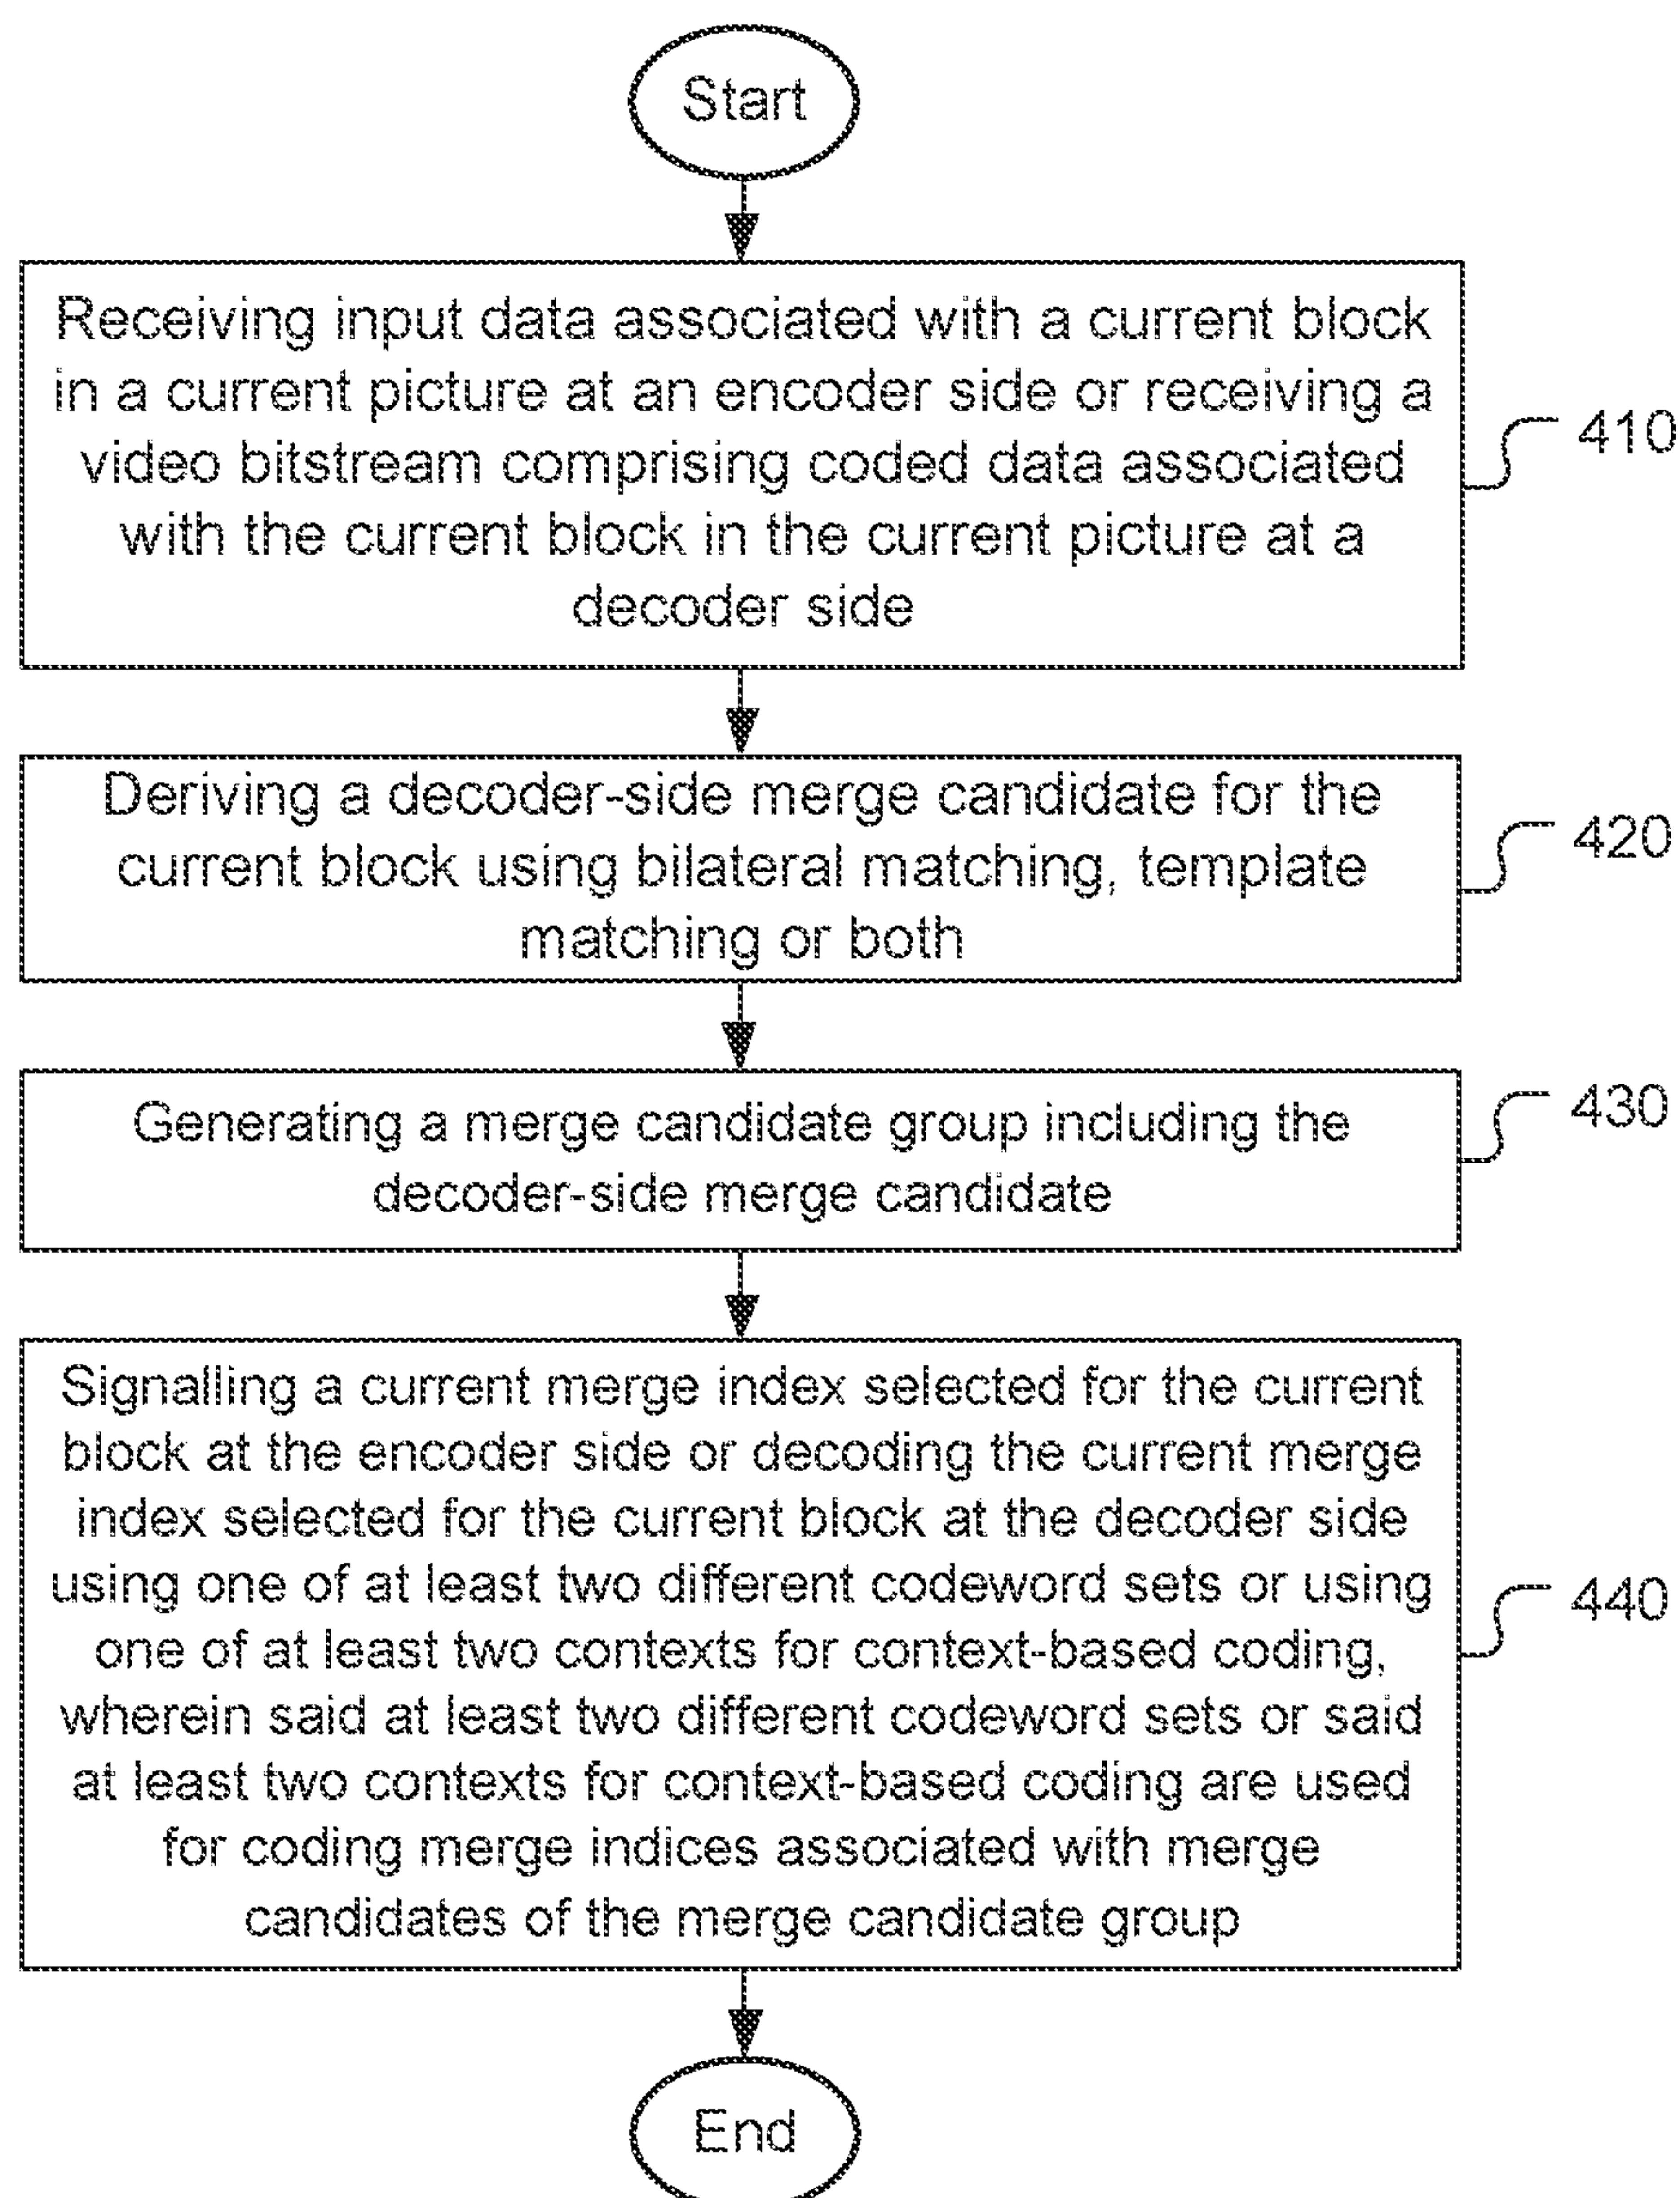 Start
Receiving input data associated with a current block
in a current picture at an encoder side or receiving a
video bitstream comprising coded data associated
with the current block in the current picture at a
decoder side
410
Deriving a decoder-side merge candidate for the
current block using bilateral matching, template
matching or both
420
Generating a merge candidate group including the
decoder-side merge candidate
430
Signalling a current merge index selected for the current
block at the encoder side or decoding the current merge
index selected for the current block at the decoder side
using one of at least two different codeword sets or using
one of at least two contexts for context-based coding,
wherein said at least two different codeword sets or said
at least two contexts for context-based coding are used
for coding merge indices associated with merge
candidates of the merge candidate group
440
End